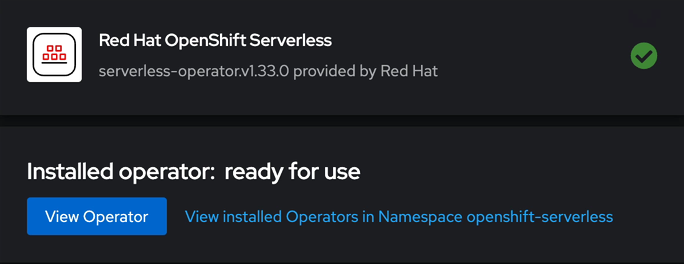 Red Hat OpenShift Serverless
serverless-operator.v1.33.0 provided by Red Hat
Installed operator: ready for use
View Operator
View installed Operators in Namespace openshift-serverless